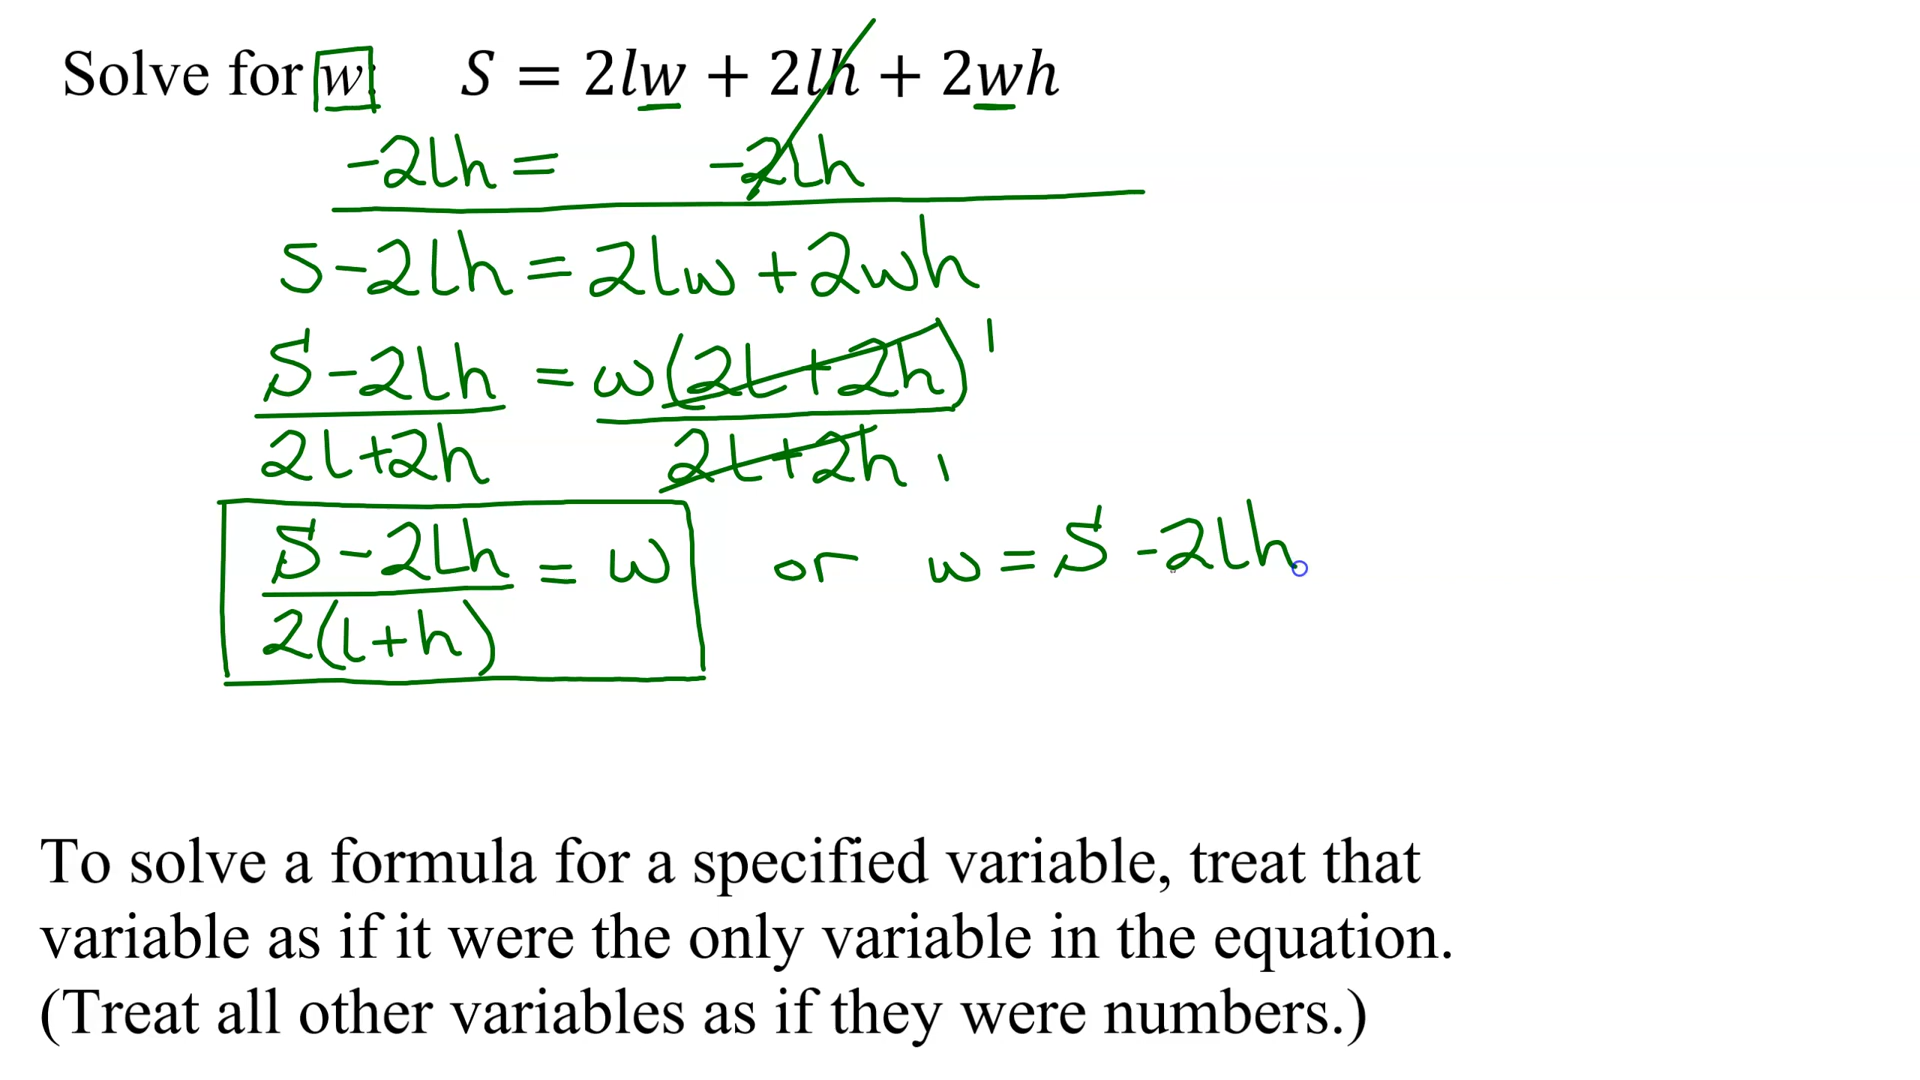 Solve for w: S = 2lw + 2lh + 2wh
-2lh = -2lh
S-2lh = 2lw + 2wh
S-2lh = w(2l+2h) 1
2l+2h 2l+2h 1
S-2lh = w or w = S-2lh
2(l+h)
To solve a formula for a specified variable, treat that
variable as if it were the only variable in the equation.
(Treat all other variables as if they were numbers.)